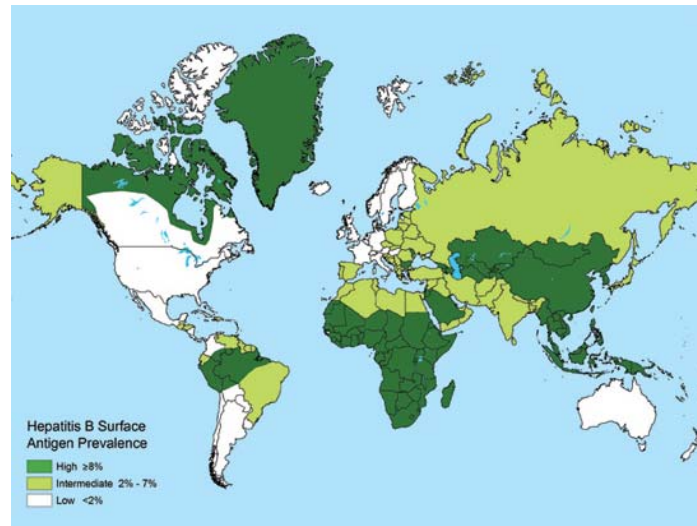 Hepatitis B Surface
Antigen Prevalence
High ≥8%
Intermediate 2% - 7%
Low <2%